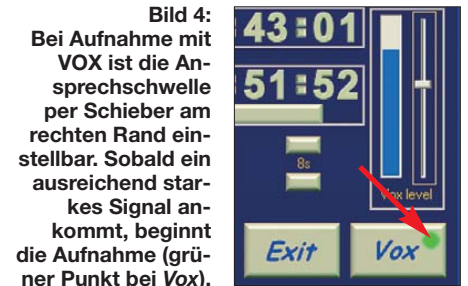 Bild 4:
Bei Aufnahme mit
VOX ist die An-
sprechschwelle
per Schieber am
rechten Rand ein-
stellbar. Sobald ein
ausreichend star-
kes Signal an-
kommt, beginnt
die Aufnahme (grü-
ner Punkt bei Vox).
43:01
51:52
8s
Vox level
Exit
Vox